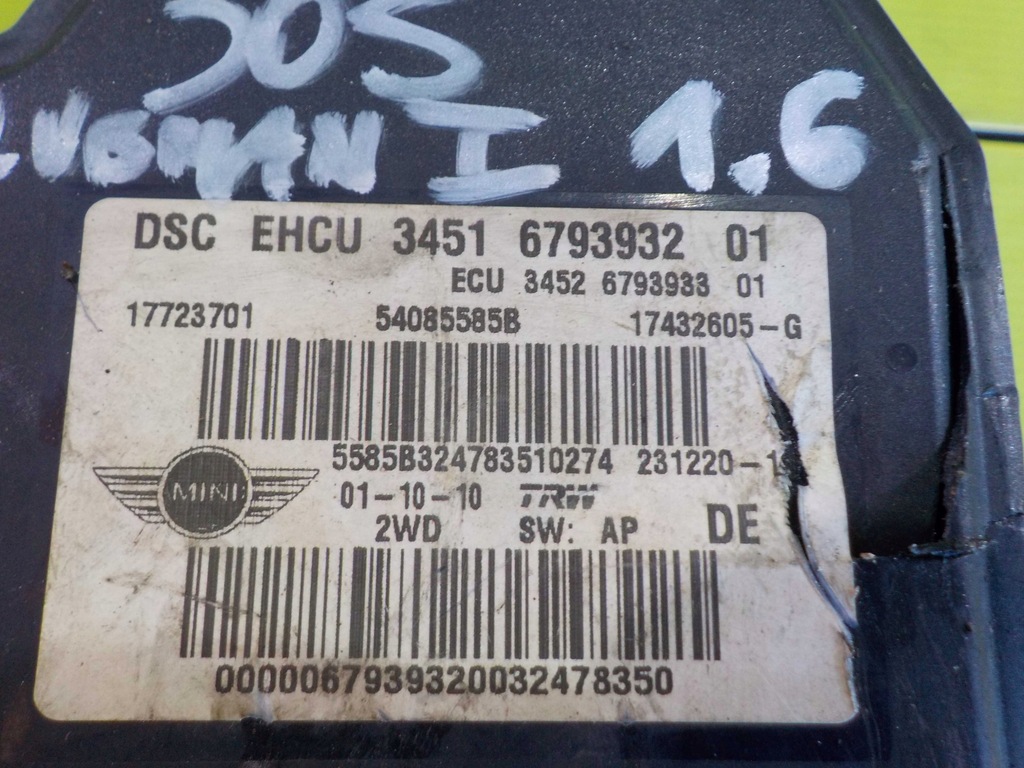 JOS
I 1.6
DSC EHCU 3451 6793932 01
ECU 3452 6793933 01
17723701 54085585B 17432605-G
5585B324783510274 231220-1
MINI
01-10-10 TRW
2WD SW: AP DE
0000067939320032478350